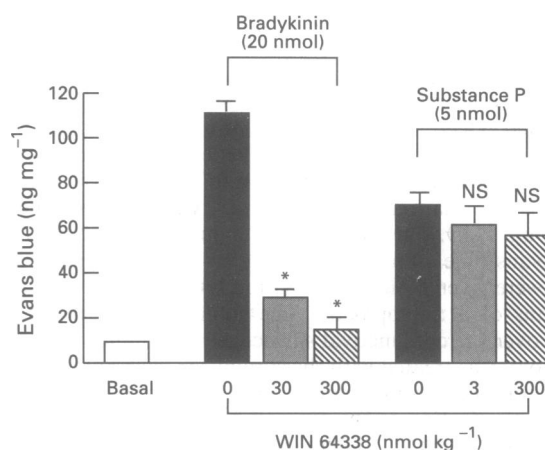 Bradykinin
(20 nmol)
Substance P
(5 nmol)
Evans blue (ng mg⁻¹)
120
100
80
60
40
20
0
* *
NS NS
Basal 0 30 300 0 3 300
WIN 64338 (nmol kg⁻¹)